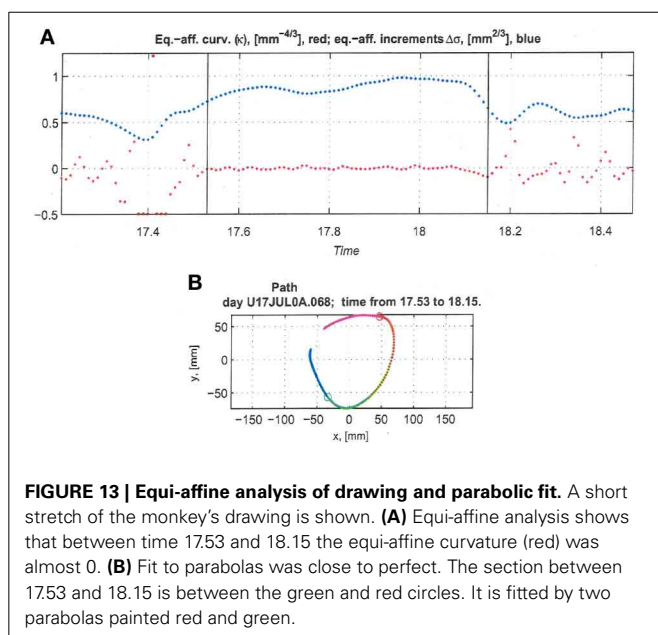 A
Eq.-aff. curv. (κ), [mm⁻⁴/³], red; eq.-aff. increments Δσ, [mm²/³], blue
1
0.5
0
−0.5
17.4 17.6 17.8 18 18.2 18.4
Time
B
Path
day U17JUL0A.068; time from 17.53 to 18.15.
50
0
−50
y, [mm]
−150 −100 −50 0 50 100 150
x, [mm]
FIGURE 13 | Equi-affine analysis of drawing and parabolic fit. A short
stretch of the monkey's drawing is shown. (A) Equi-affine analysis shows
that between time 17.53 and 18.15 the equi-affine curvature (red) was
almost 0. (B) Fit to parabolas was close to perfect. The section between
17.53 and 18.15 is between the green and red circles. It is fitted by two
parabolas painted red and green.